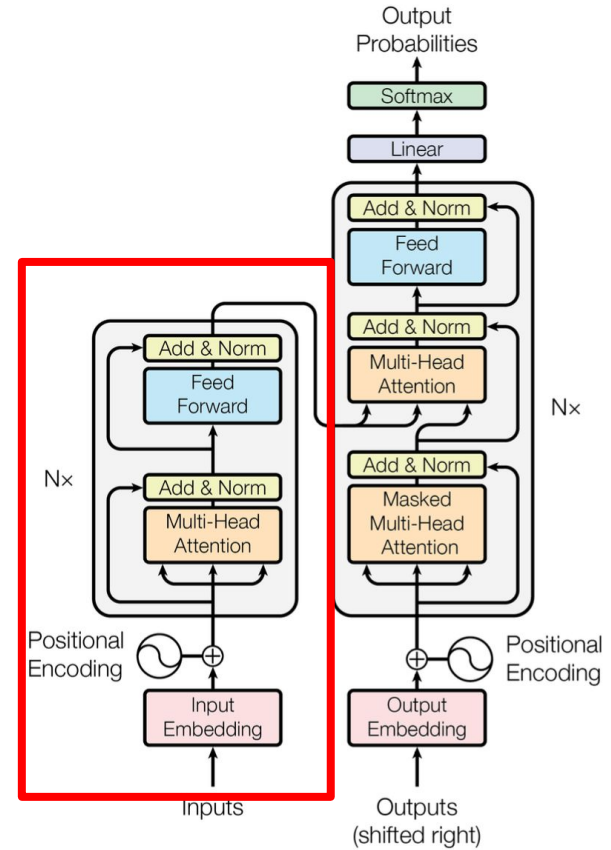 Output
Probabilities
Softmax
Linear
Add & Norm
Feed
Forward
Add & Norm
Multi-Head
Attention
Nx
Add & Norm
Masked
Multi-Head
Attention
Positional
Encoding
Output
Embedding
Outputs
(shifted right)
Add & Norm
Feed
Forward
Nx
Add & Norm
Multi-Head
Attention
Positional
Encoding
Input
Embedding
Inputs